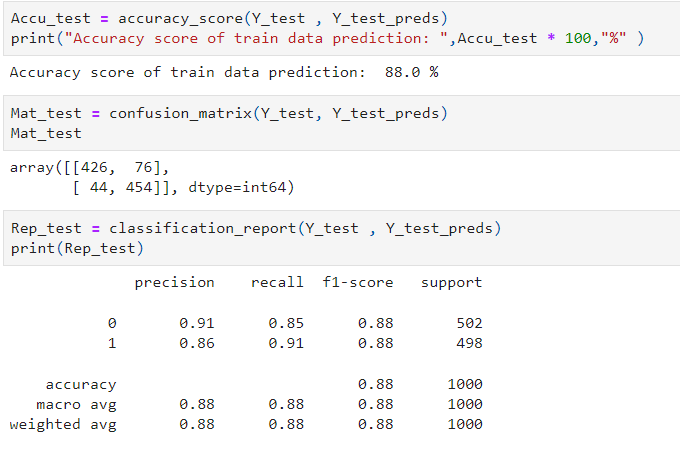 Accu_test = accuracy_score(Y_test , Y_test_preds)
print("Accuracy score of train data prediction: ",Accu_test * 100,"%" )
Accuracy score of train data prediction:  88.0 %
Mat_test = confusion_matrix(Y_test, Y_test_preds)
Mat_test
array([[426,  76],
       [ 44, 454]], dtype=int64)
Rep_test = classification_report(Y_test , Y_test_preds)
print(Rep_test)
              precision    recall  f1-score   support
           0       0.91      0.85      0.88       502
           1       0.86      0.91      0.88       498
    accuracy                           0.88      1000
   macro avg       0.88      0.88      0.88      1000
weighted avg       0.88      0.88      0.88      1000